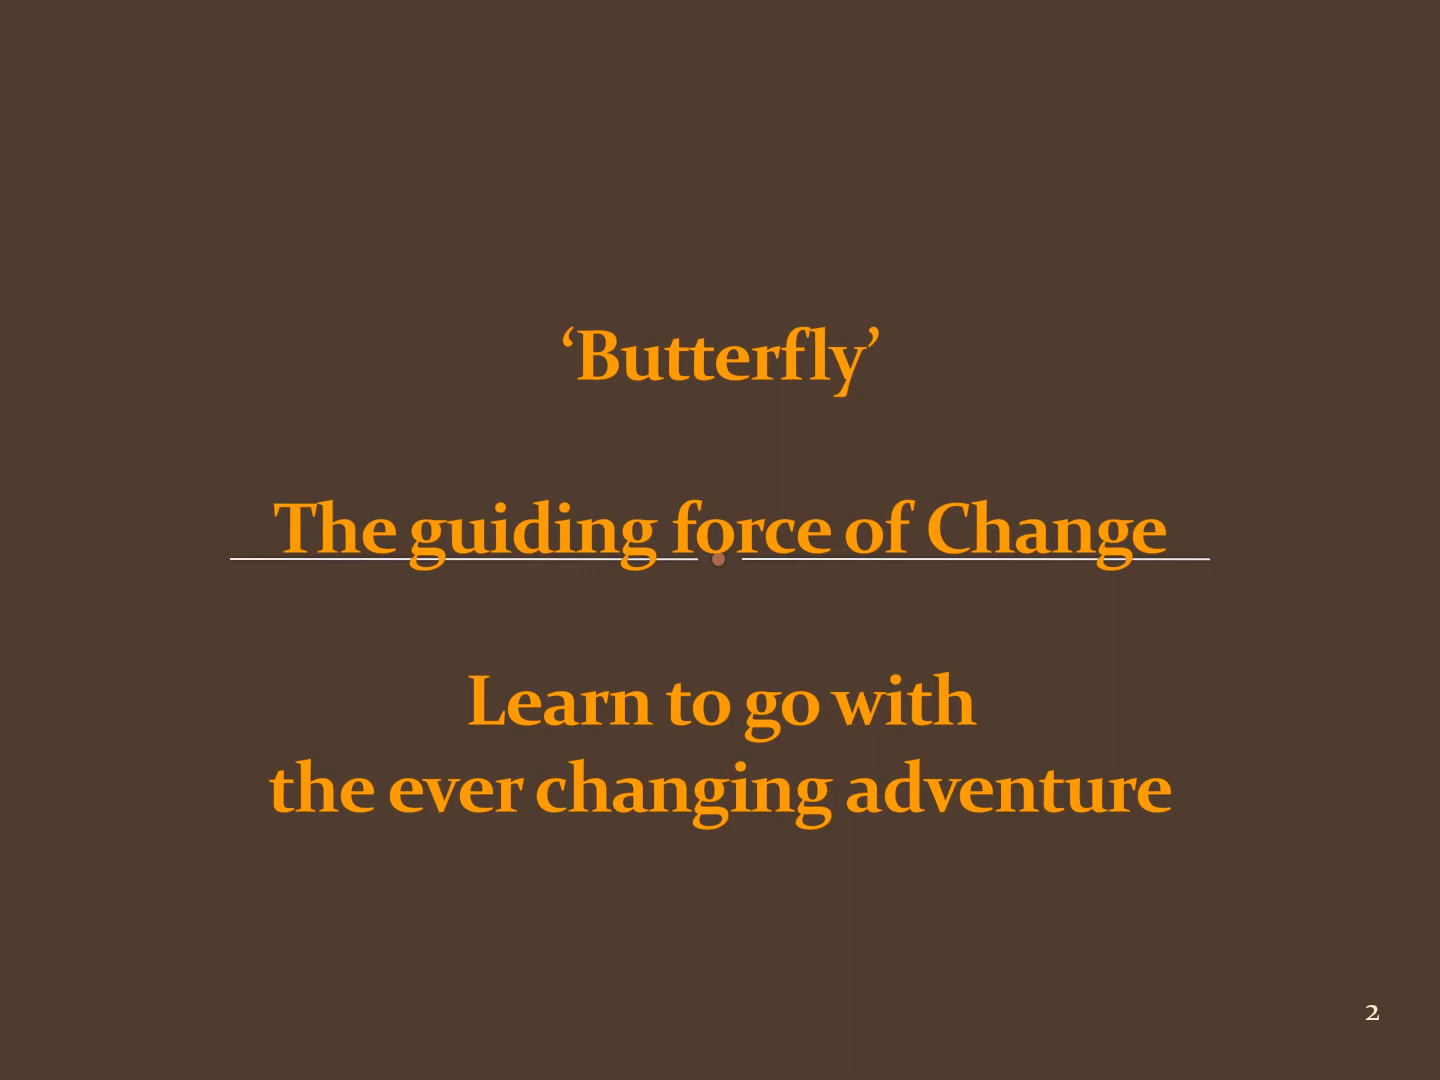 ‘Butterfly’
The guiding force of Change
Learn to go with
the ever changing adventure
2